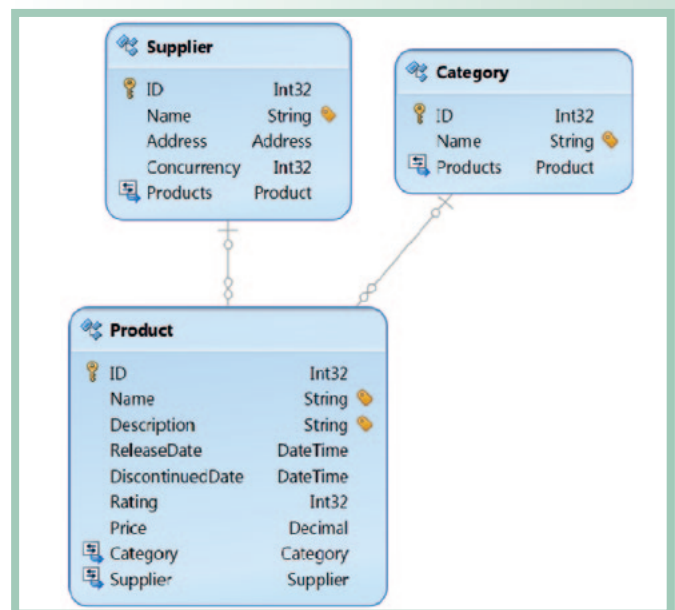 Supplier
ID Int32
Name String
Address Address
Concurrency Int32
Products Product
Category
ID Int32
Name String
Products Product
Product
ID Int32
Name String
Description String
ReleaseDate DateTime
DiscontinuedDate DateTime
Rating Int32
Price Decimal
Category Category
Supplier Supplier